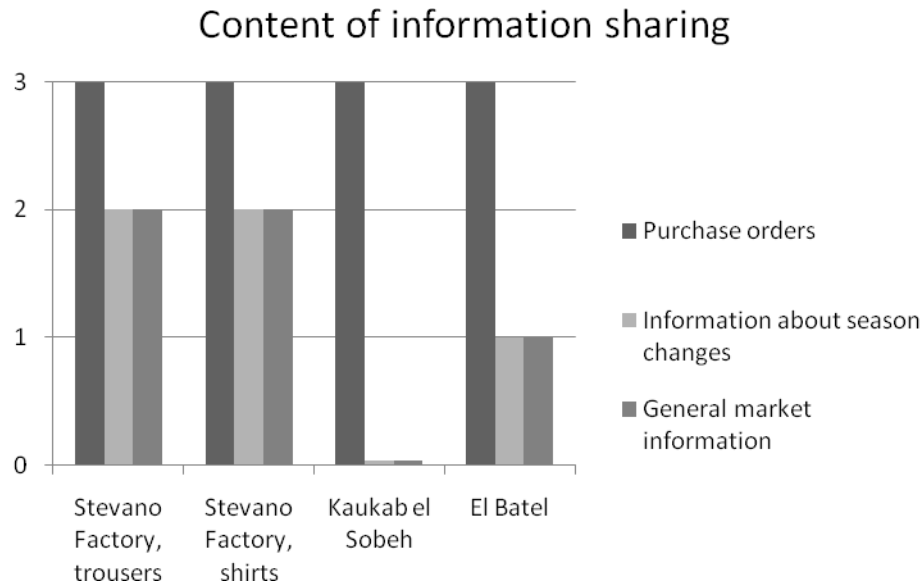 Content of information sharing
3
2
1
0
Stevano
Factory,
trousers
Stevano
Factory,
shirts
Kaukab el
Sobeh
El Batel
Purchase orders
Information about season
changes
General market
information